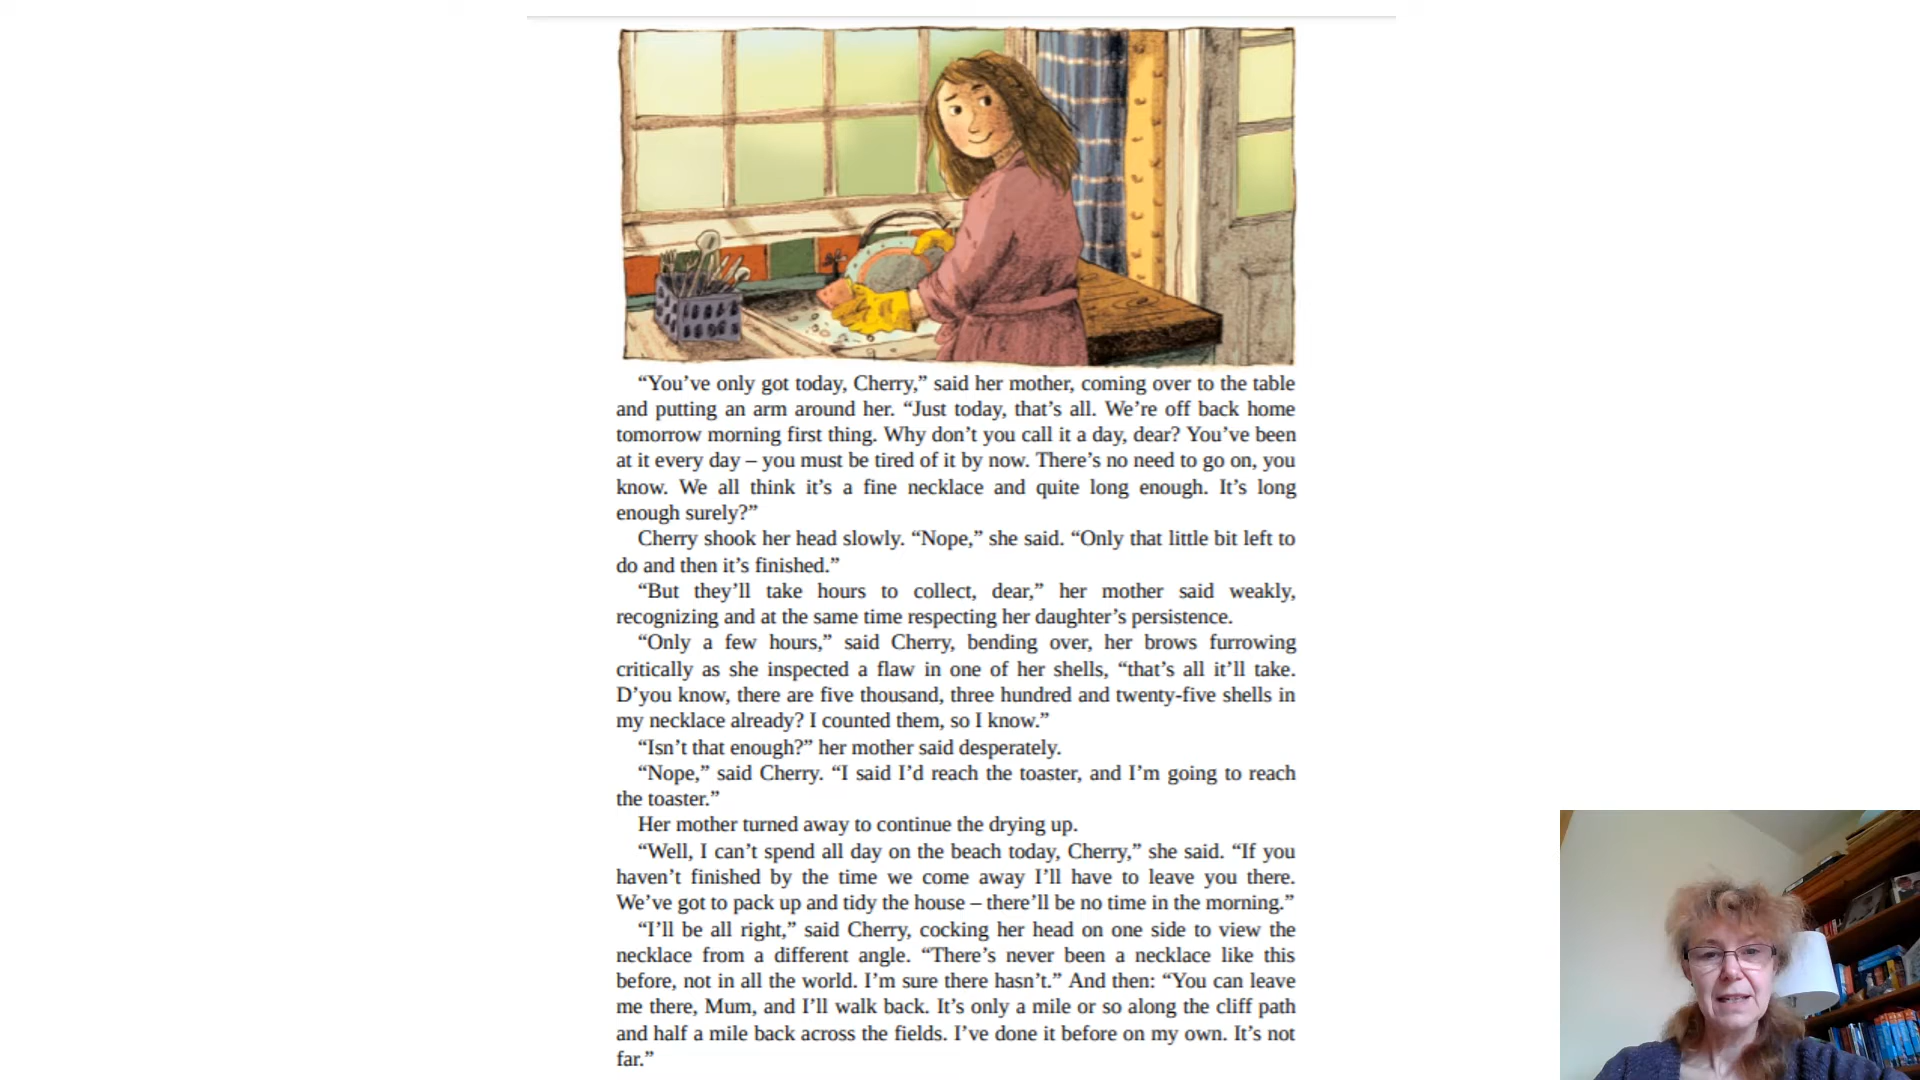 “You’ve only got today, Cherry,” said her mother, coming over to the table
and putting an arm around her. “Just today, that’s all. We’re off back home
tomorrow morning first thing. Why don’t you call it a day, dear? You’ve been
at it every day – you must be tired of it by now. There’s no need to go on, you
know. We all think it’s a fine necklace and quite long enough. It’s long
enough surely?”
Cherry shook her head slowly. “Nope,” she said. “Only that little bit left to
do and then it’s finished.”
“But they’ll take hours to collect, dear,” her mother said weakly,
recognizing and at the same time respecting her daughter’s persistence.
“Only a few hours,” said Cherry, bending over, her brows furrowing
critically as she inspected a flaw in one of her shells, “that’s all it’ll take.
D’you know, there are five thousand, three hundred and twenty-five shells in
my necklace already? I counted them, so I know.”
“Isn’t that enough?” her mother said desperately.
“Nope,” said Cherry. “I said I’d reach the toaster, and I’m going to reach
the toaster.”
Her mother turned away to continue the drying up.
“Well, I can’t spend all day on the beach today, Cherry,” she said. “If you
haven’t finished by the time we come away I’ll have to leave you there.
We’ve got to pack up and tidy the house – there’ll be no time in the morning.”
“I’ll be all right,” said Cherry, cocking her head on one side to view the
necklace from a different angle. “There’s never been a necklace like this
before, not in all the world. I’m sure there hasn’t.” And then: “You can leave
me there, Mum, and I’ll walk back. It’s only a mile or so along the cliff path
and half a mile back across the fields. I’ve done it before on my own. It’s not
far.”